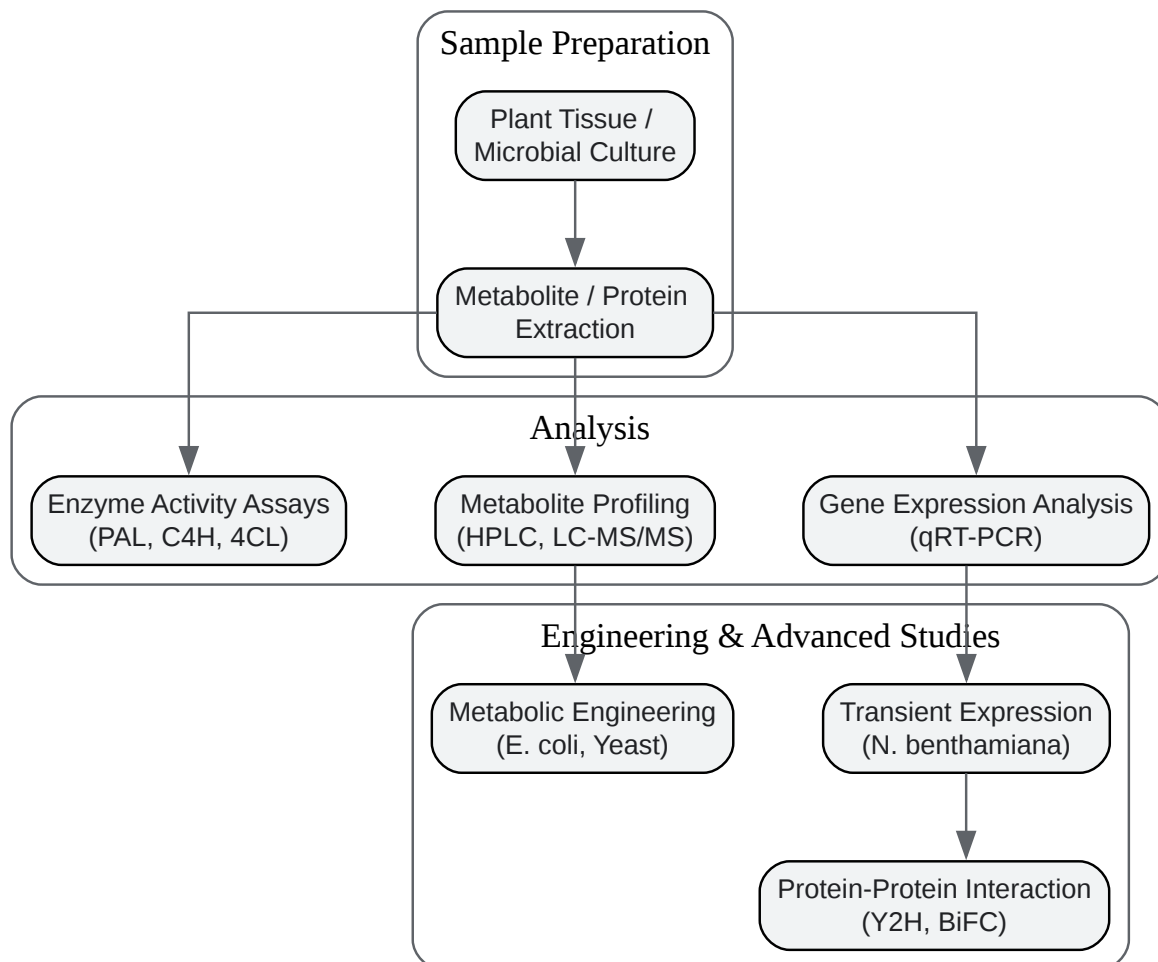 Sample Preparation
Plant Tissue /
Microbial Culture
Metabolite / Protein
Extraction
Analysis
Enzyme Activity Assays
(PAL, C4H, 4CL)
Metabolite Profiling
(HPLC, LC-MS/MS)
Gene Expression Analysis
(qRT-PCR)
Engineering & Advanced Studies
Metabolic Engineering
(E. coli, Yeast)
Transient Expression
(N. benthamiana)
Protein-Protein Interaction
(Y2H, BiFC)